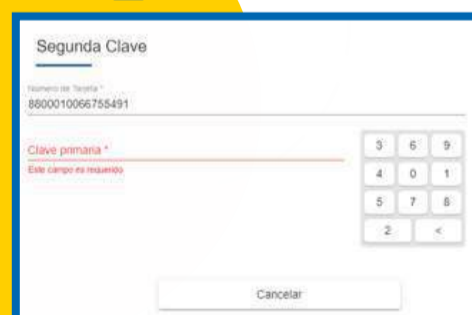 Segunda Clave
Número de Tarjeta *
8800010066755491
Clave primaria *
Este campo es requerido
3 6 9
4 0 1
5 7 8
2 <
Cancelar